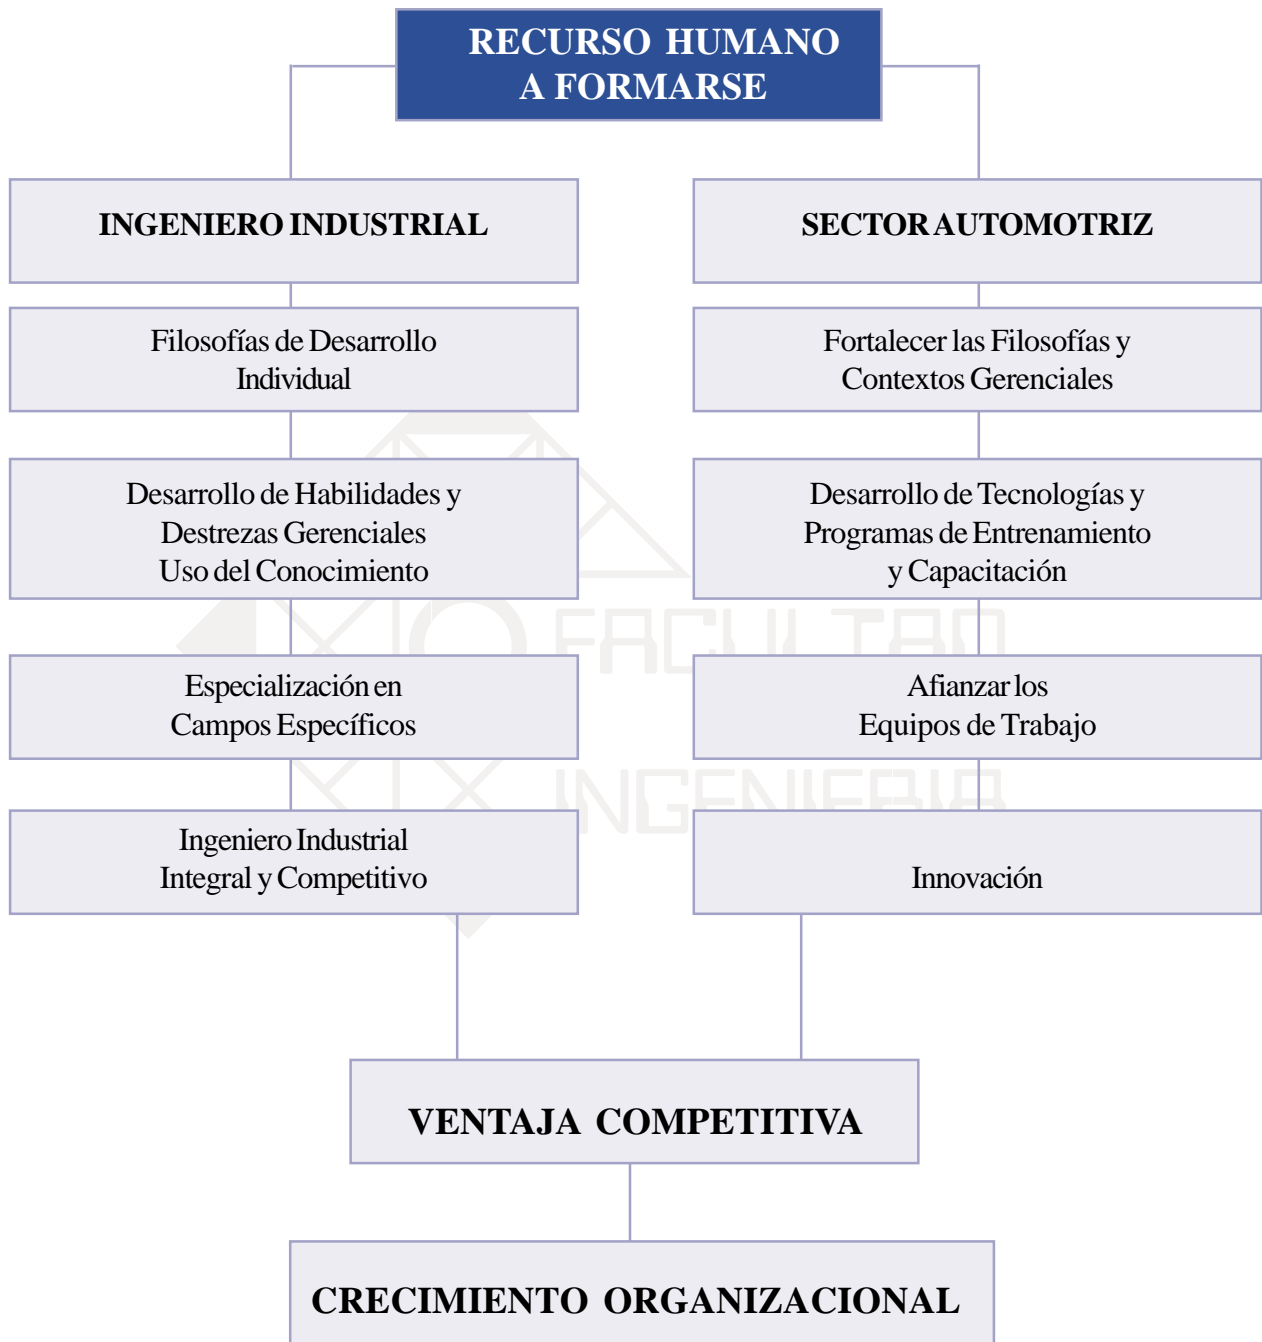 RECURSO HUMANO
A FORMARSE
INGENIERO INDUSTRIAL
SECTOR AUTOMOTRIZ
Filosofías de Desarrollo
Individual
Fortalecer las Filosofías y
Contextos Gerenciales
Desarrollo de Habilidades y
Destrezas Gerenciales
Uso del Conocimiento
Desarrollo de Tecnologías y
Programas de Entrenamiento
y Capacitación
FACULTAD
Especialización en
Campos Específicos
Afianzar los
Equipos de Trabajo
INGENIERIA
Ingeniero Industrial
Integral y Competitivo
Innovación
VENTAJA COMPETITIVA
CRECIMIENTO ORGANIZACIONAL